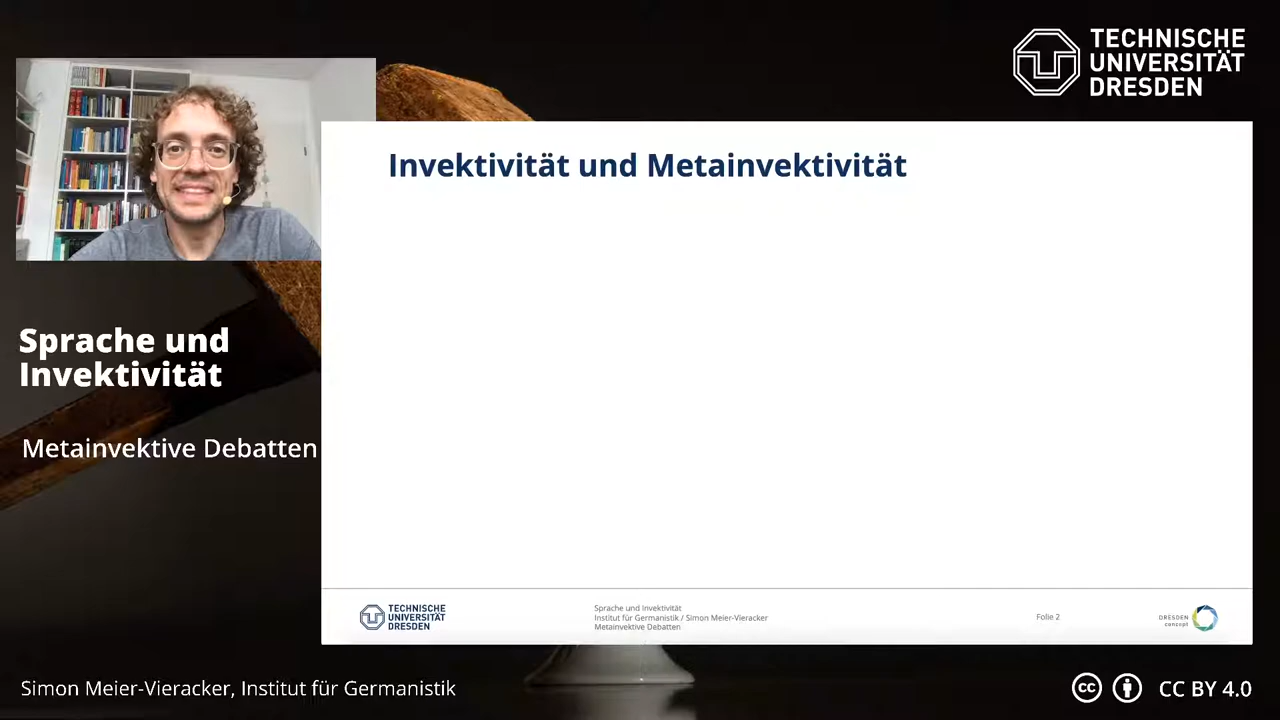 TECHNISCHE
UNIVERSITÄT
DRESDEN
Invektivität und Metainvektivität
Sprache und
Invektivität
Metainvektive Debatten
TECHNISCHE
UNIVERSITÄT
DRESDEN
Sprache und Invektivität
Institut für Germanistik / Simon Meier-Vieracker
Metainvektive Debatten
Folie 2
DRESDEN
concept
Simon Meier-Vieracker, Institut für Germanistik
cc
CC BY 4.0